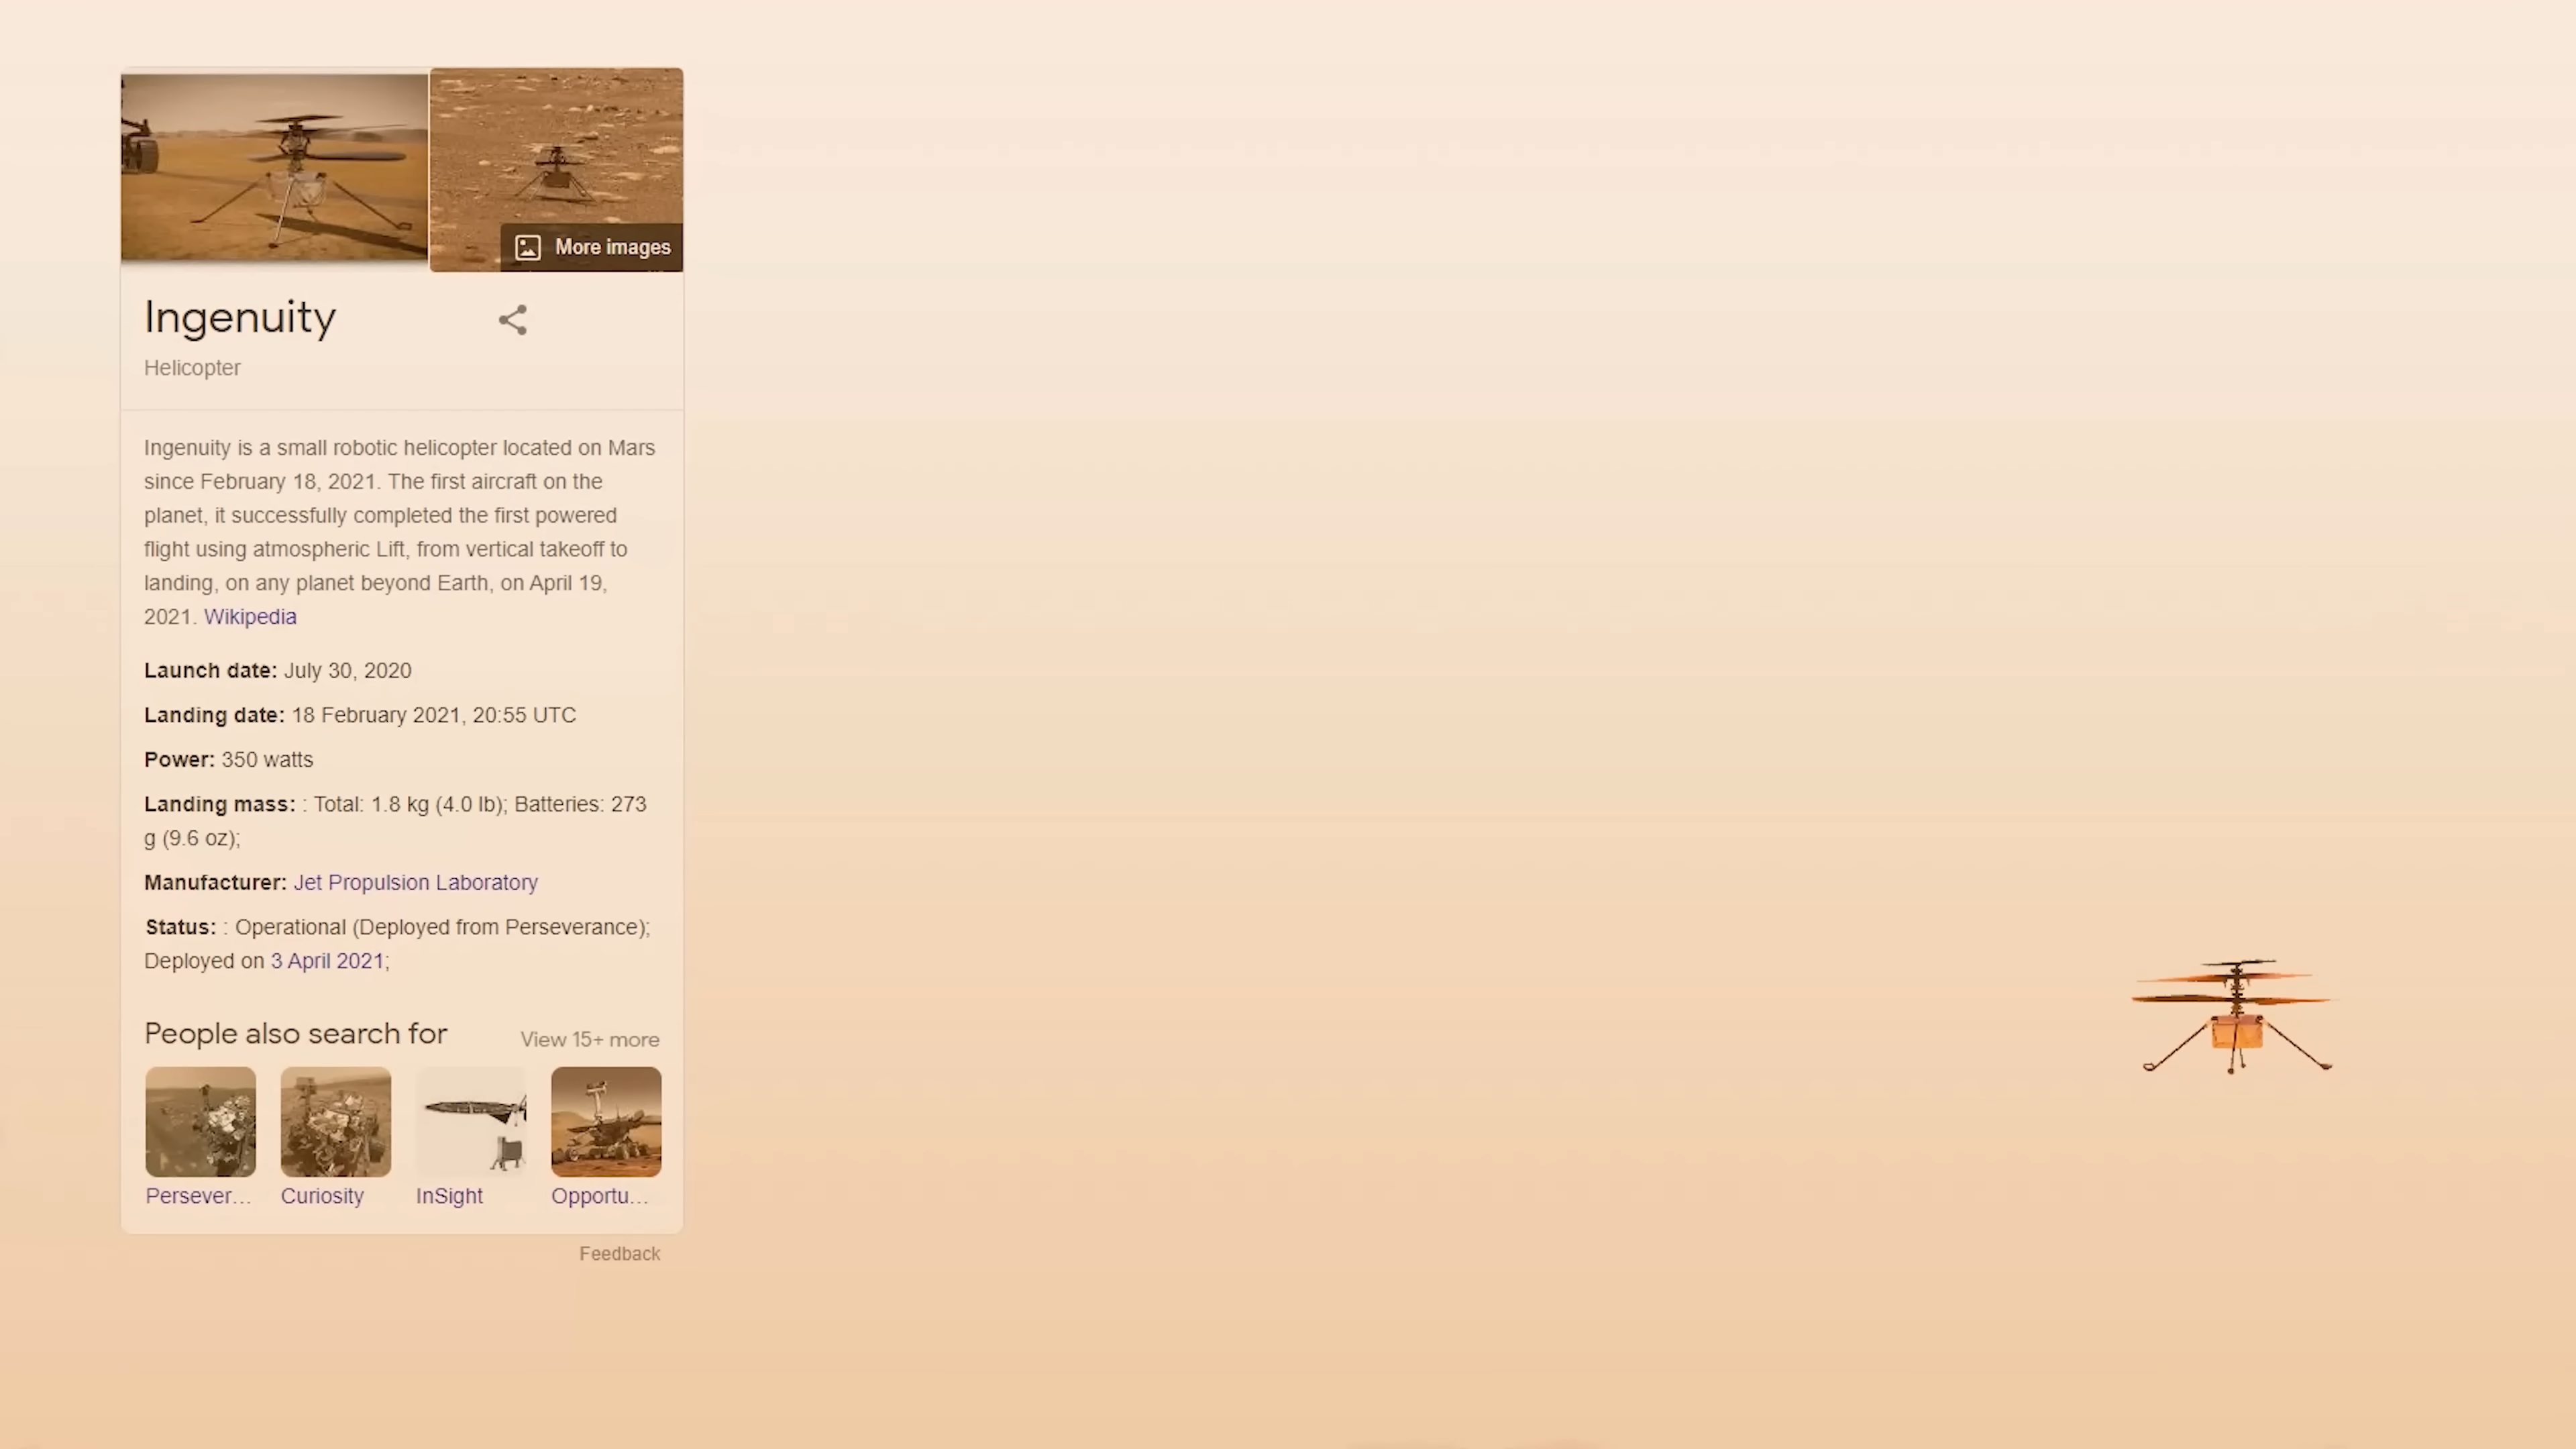 More images
Ingenuity
Helicopter
Ingenuity is a small robotic helicopter located on Mars
since February 18, 2021. The first aircraft on the
planet, it successfully completed the first powered
flight using atmospheric Lift, from vertical takeoff to
landing, on any planet beyond Earth, on April 19,
2021. Wikipedia
Launch date: July 30, 2020
Landing date: 18 February 2021, 20:55 UTC
Power: 350 watts
Landing mass: : Total: 1.8 kg (4.0 lb); Batteries: 273
g (9.6 oz);
Manufacturer: Jet Propulsion Laboratory
Status: : Operational (Deployed from Perseverance);
Deployed on 3 April 2021;
People also search for View 15+ more
Persever... Curiosity InSight Opportu...
Feedback